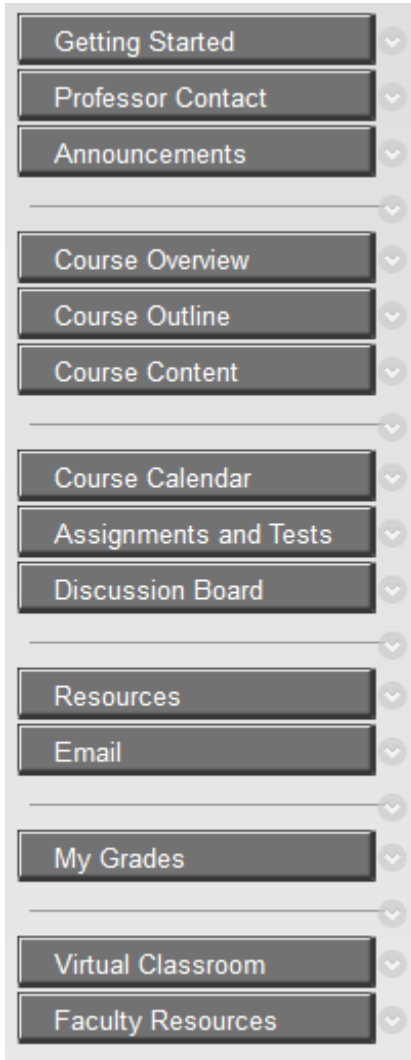 Getting Started
Professor Contact
Announcements
Course Overview
Course Outline
Course Content
Course Calendar
Assignments and Tests
Discussion Board
Resources
Email
My Grades
Virtual Classroom
Faculty Resources